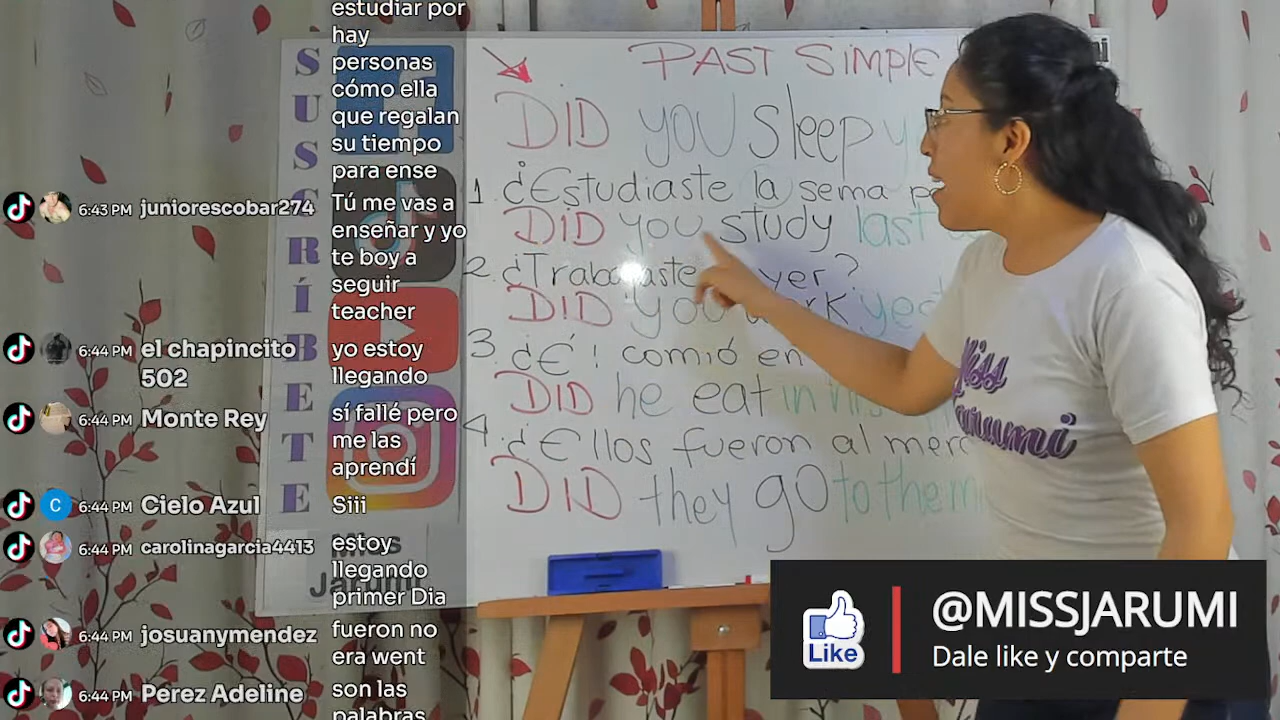 estudiar por
hay
personas
cómo ella
que regalan
su tiempo
para ense
6:43 PM juniorescobar274 Tú me vas a
enseñar y yo
te boy a
seguir
teacher
6:44 PM el chapincito
502
yo estoy
llegando
6:44 PM Monte Rey sí fallé pero
me las
aprendí
6:44 PM Cielo Azul Siii
6:44 PM carolinagarcia4413 estoy
llegando
primer Dia
6:44 PM josuanymendez fueron no
era went
6:44 PM Perez Adeline son las
palabras
SUSCRÍBETE
PAST SIMPLE
DID you sleep
1. ¿Estudiaste la sema
DID you study last
2. ¿Trabajaste ayer?
DID you work
3. comió en
DID he eat in his
4. ¿Ellos fueron al
DID they go to the
Miss
Jarumi
Like
@MISSJARUMI
Dale like y comparte